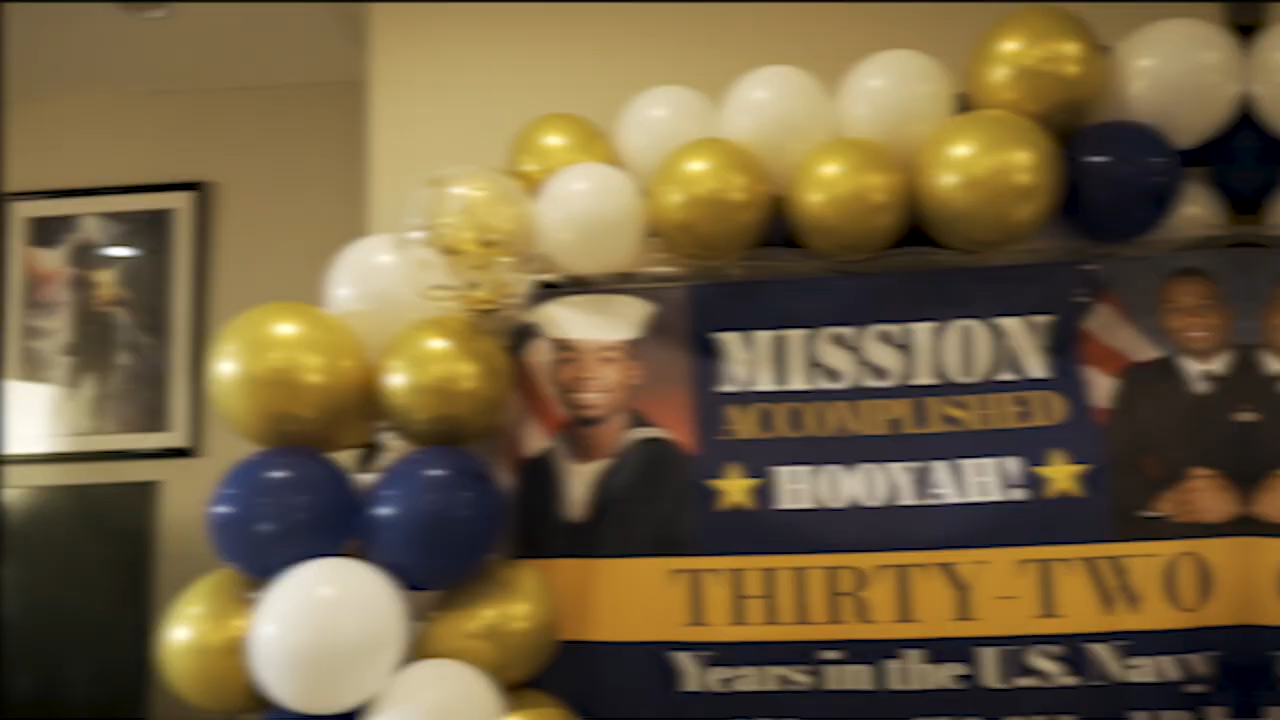 MISSION
ACCOMPLISHED
HOOYAH!
THIRTY-TWO
Years in the U.S. Navy